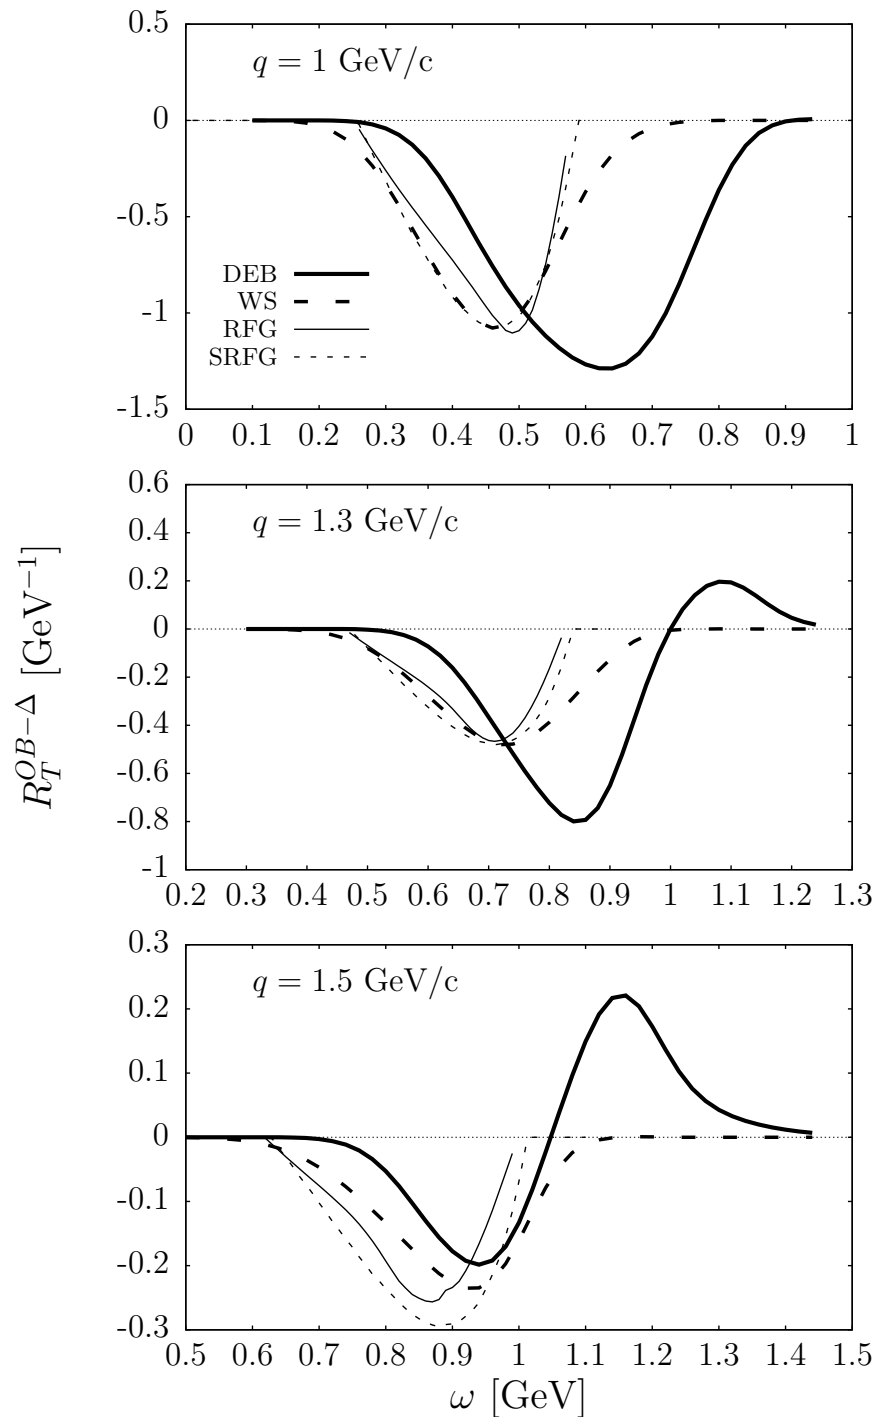 0.5
q = 1 GeV/c
0
-0.5
DEB
WS
-1
RFG
SRFG
-1.5
0 0.1 0.2 0.3 0.4 0.5 0.6 0.7 0.8 0.9 1
0.6
q = 1.3 GeV/c
0.4
0.2
0
-0.2
-0.4
-0.6
-0.8
-1
0.2 0.3 0.4 0.5 0.6 0.7 0.8 0.9 1 1.1 1.2 1.3
R_T^{OB−Δ} [GeV^{−1}]
0.3
q = 1.5 GeV/c
0.2
0.1
0
-0.1
-0.2
-0.3
0.5 0.6 0.7 0.8 0.9 1 1.1 1.2 1.3 1.4 1.5
ω [GeV]